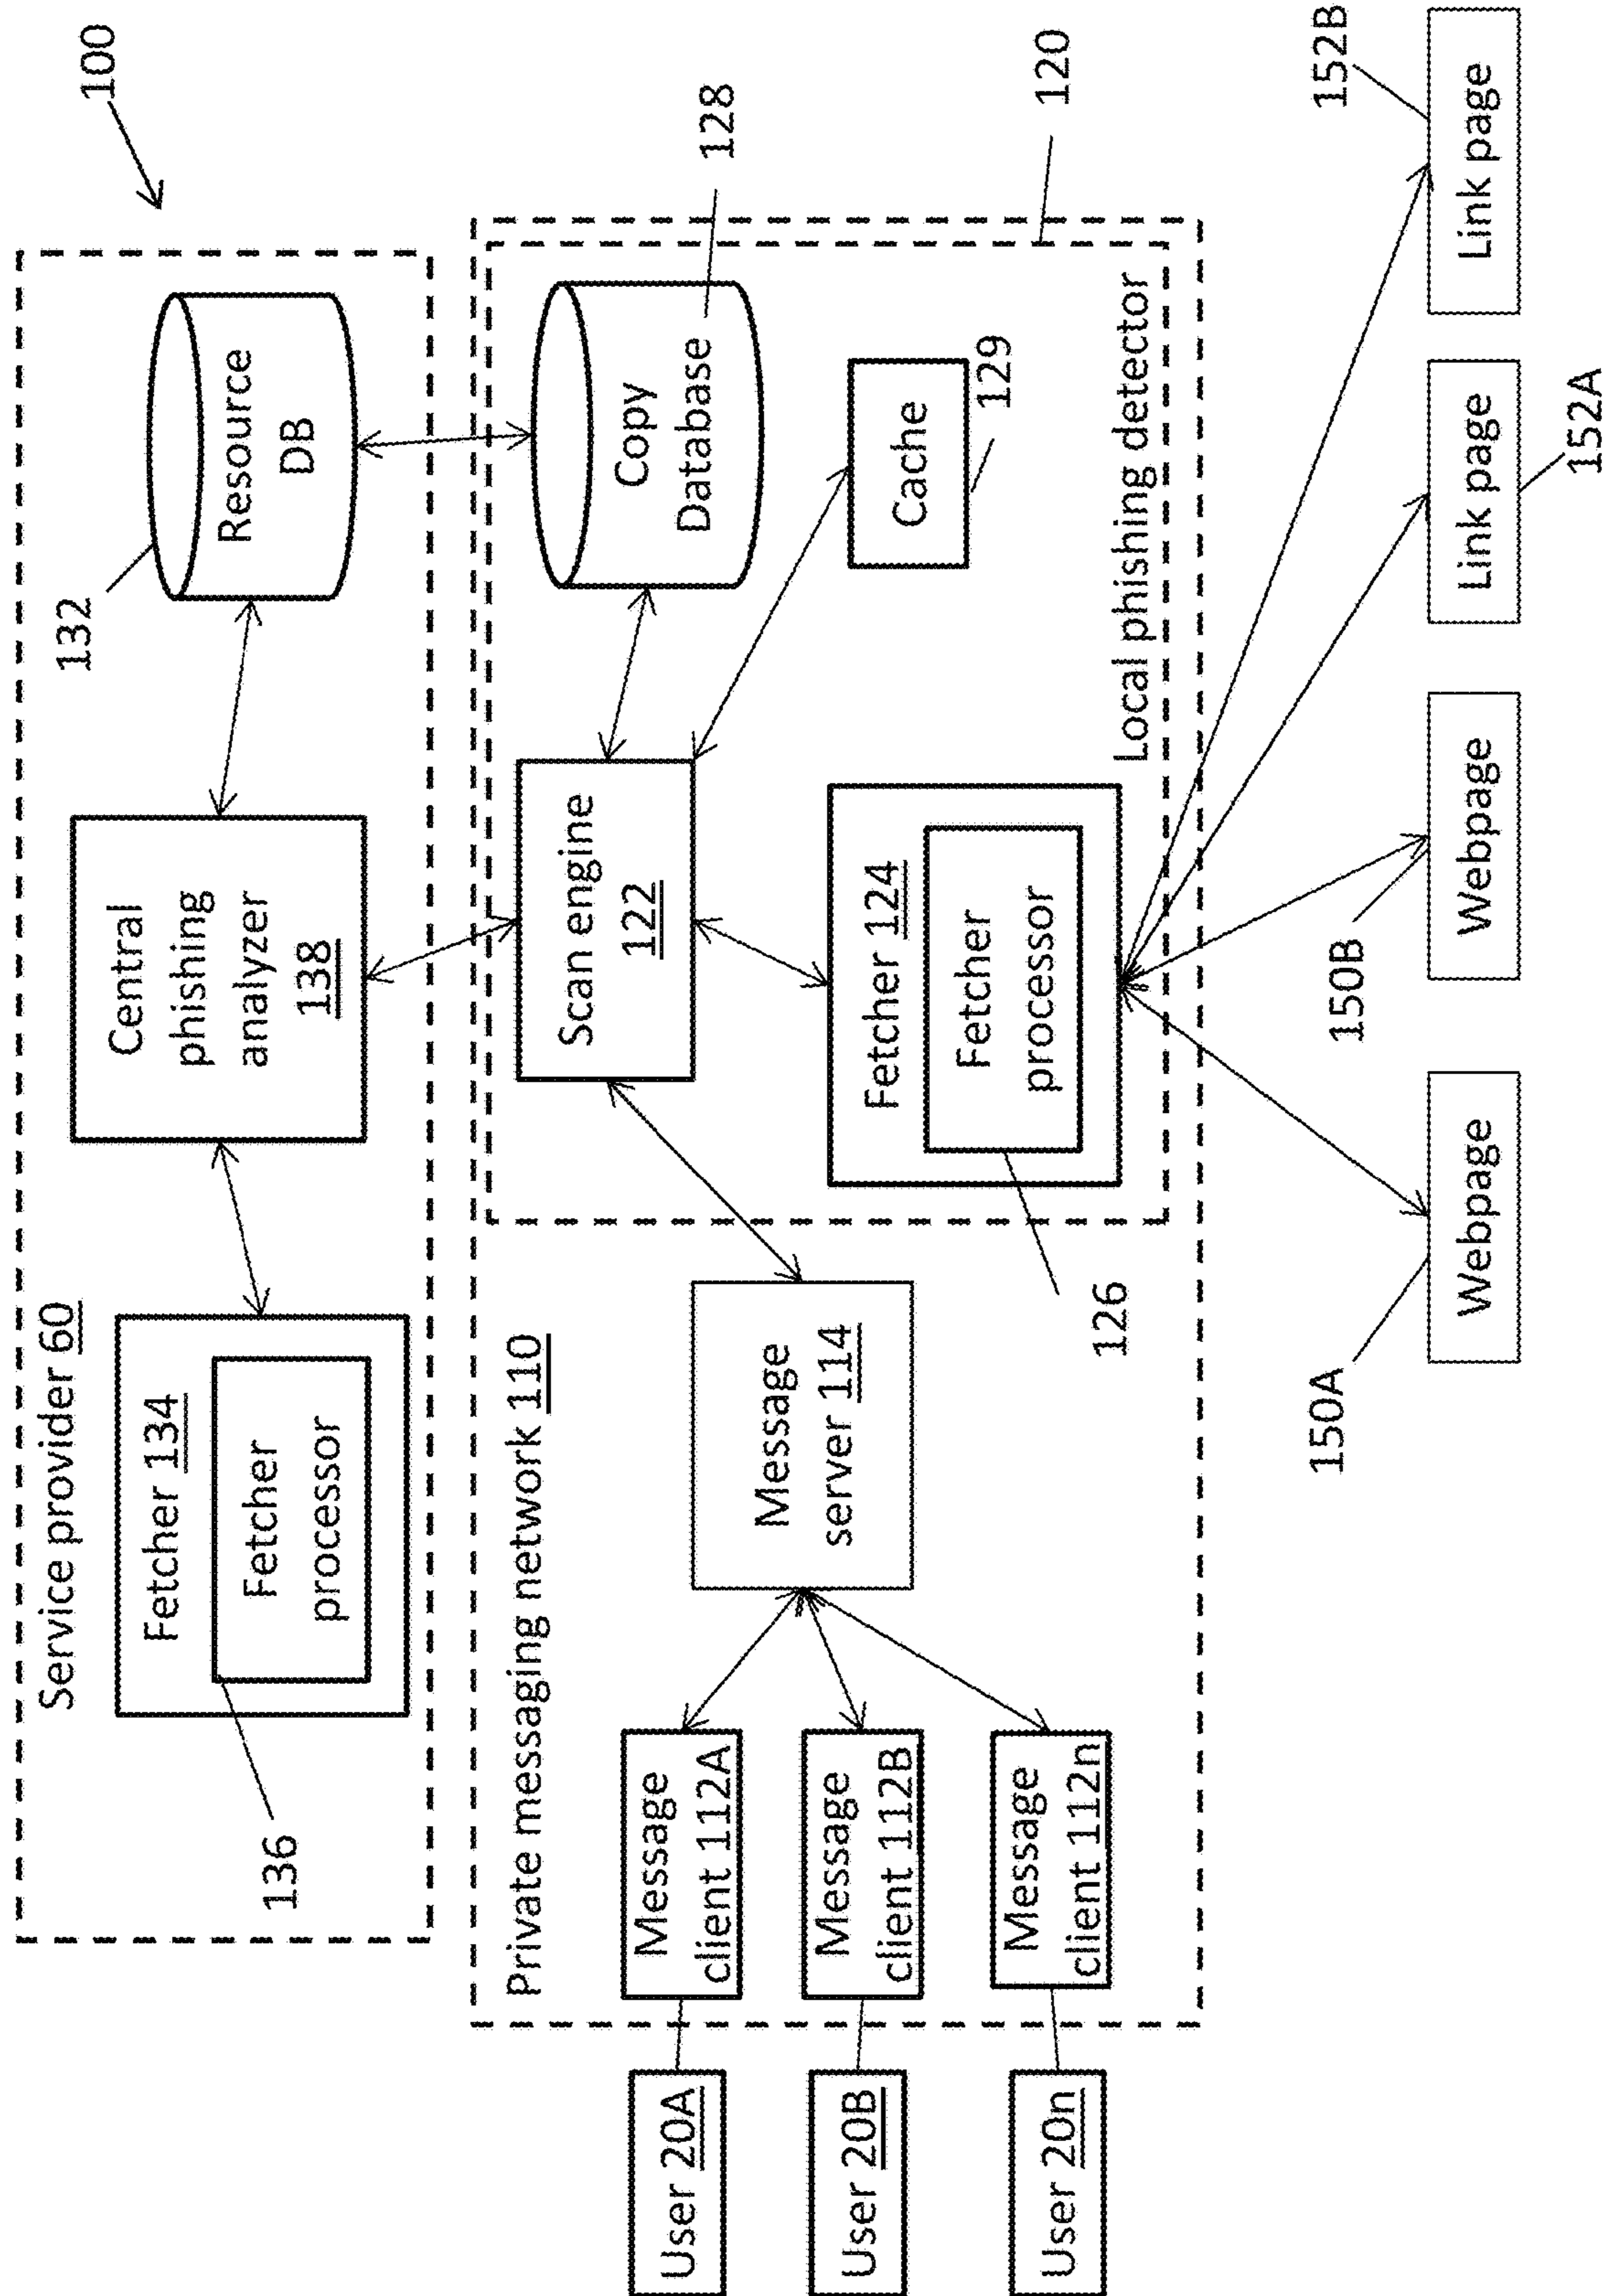 100
Service provider 60
Fetcher 134
Fetcher
processor
136
Central
phishing
analyzer
138
132
Resource
DB
Private messaging network 110
User 20A
User 20B
User 20n
Message
client 112A
Message
client 112B
Message
client 112n
Message
server 114
Scan engine
122
Fetcher 124
Fetcher
processor
126
Copy
Database
128
Cache
129
Local phishing detector
120
Webpage
150A
Webpage
150B
Link page
152A
Link page
152B